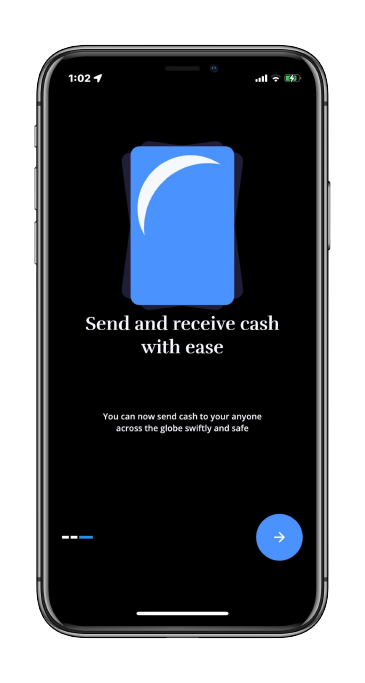 1:02
Send and receive cash
with ease
You can now send cash to your anyone
across the globe swiftly and safe